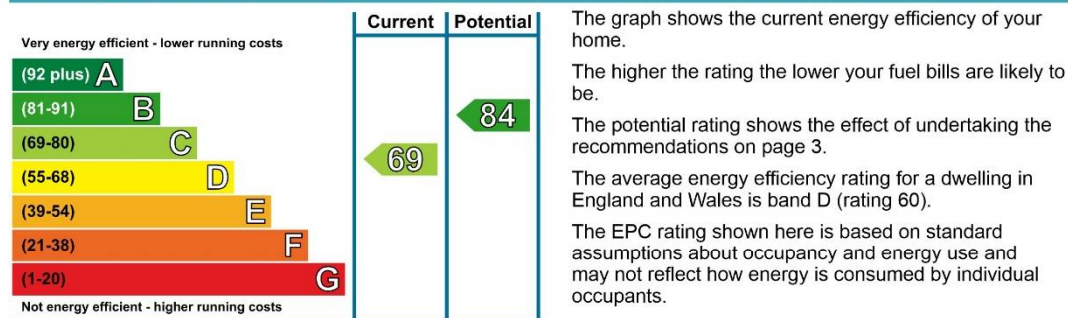 Current Potential
Very energy efficient - lower running costs
(92 plus) A
(81-91) B
84
(69-80) C
69
(55-68) D
(39-54) E
(21-38) F
(1-20) G
Not energy efficient - higher running costs
The graph shows the current energy efficiency of your
home.
The higher the rating the lower your fuel bills are likely to
be.
The potential rating shows the effect of undertaking the
recommendations on page 3.
The average energy efficiency rating for a dwelling in
England and Wales is band D (rating 60).
The EPC rating shown here is based on standard
assumptions about occupancy and energy use and
may not reflect how energy is consumed by individual
occupants.